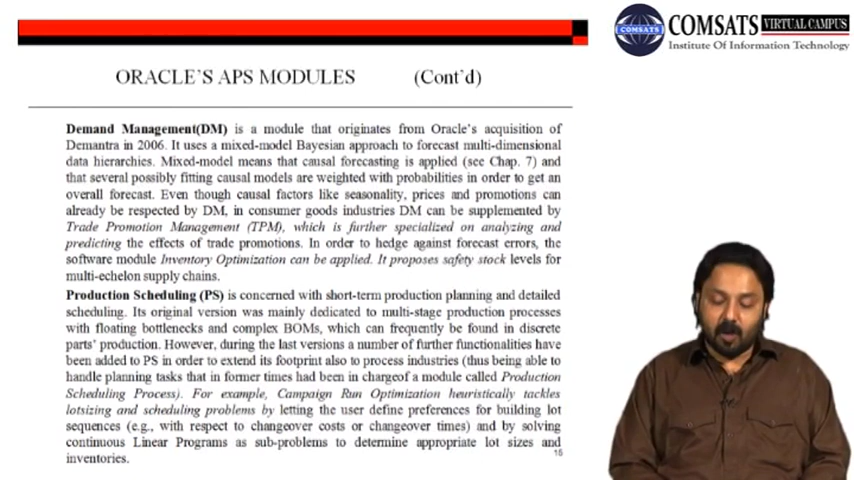 COMSATS
COMSATS VIRTUAL CAMPUS
Institute Of Information Technology
ORACLE'S APS MODULES (Cont'd)
Demand Management(DM) is a module that originates from Oracle's acquisition of
Demantra in 2006. It uses a mixed-model Bayesian approach to forecast multi-dimensional
data hierarchies. Mixed-model means that causal forecasting is applied (see Chap. 7) and
that several possibly fitting causal models are weighted with probabilities in order to get an
overall forecast. Even though causal factors like seasonality, prices and promotions can
already be respected by DM, in consumer goods industries DM can be supplemented by
Trade Promotion Management (TPM), which is further specialized on analyzing and
predicting the effects of trade promotions. In order to hedge against forecast errors, the
software module Inventory Optimization can be applied. It proposes safety stock levels for
multi-echelon supply chains.
Production Scheduling (PS) is concerned with short-term production planning and detailed
scheduling. Its original version was mainly dedicated to multi-stage production processes
with floating bottlenecks and complex BOMs, which can frequently be found in discrete
parts' production. However, during the last versions a number of further functionalities have
been added to PS in order to extend its footprint also to process industries (thus being able to
handle planning tasks that in former times had been in chargeof a module called Production
Scheduling Process). For example, Campaign Run Optimization heuristically tackles
lotsizing and scheduling problems by letting the user define preferences for building lot
sequences (e.g., with respect to changeover costs or changeover times) and by solving
continuous Linear Programs as sub-problems to determine appropriate lot sizes and
inventories.
16